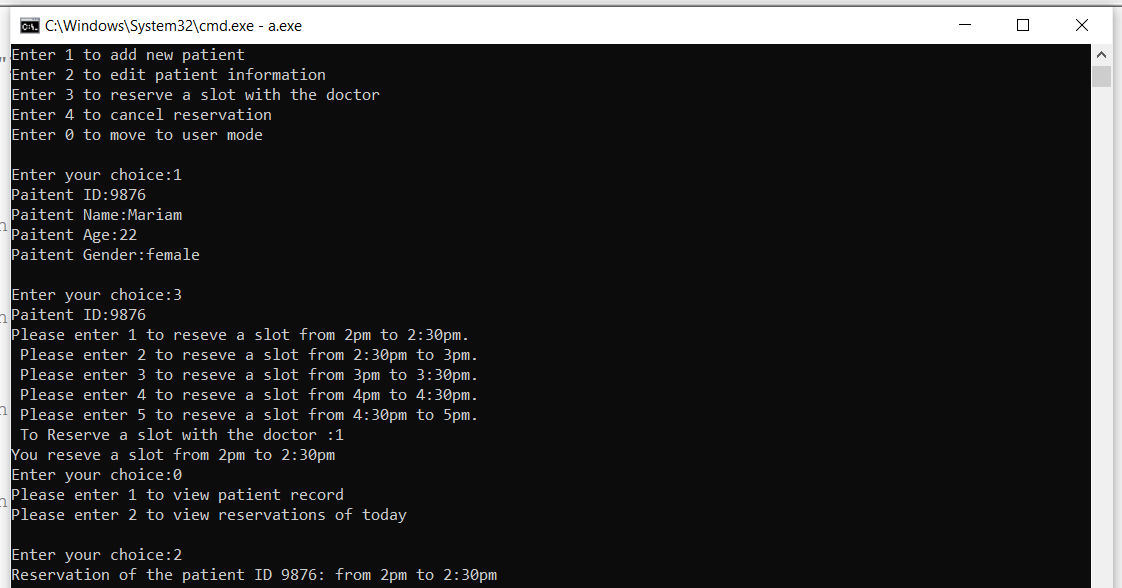 C:\Windows\System32\cmd.exe - a.exe
Enter 1 to add new patient
Enter 2 to edit patient information
Enter 3 to reserve a slot with the doctor
Enter 4 to cancel reservation
Enter 0 to move to user mode
Enter your choice:1
Paitent ID:9876
Paitent Name:Mariam
Paitent Age:22
Paitent Gender:female
Enter your choice:3
Paitent ID:9876
Please enter 1 to reseve a slot from 2pm to 2:30pm.
Please enter 2 to reseve a slot from 2:30pm to 3pm.
Please enter 3 to reseve a slot from 3pm to 3:30pm.
Please enter 4 to reseve a slot from 4pm to 4:30pm.
Please enter 5 to reseve a slot from 4:30pm to 5pm.
To Reserve a slot with the doctor :1
You reseve a slot from 2pm to 2:30pm
Enter your choice:0
Please enter 1 to view patient record
Please enter 2 to view reservations of today
Enter your choice:2
Reservation of the patient ID 9876: from 2pm to 2:30pm